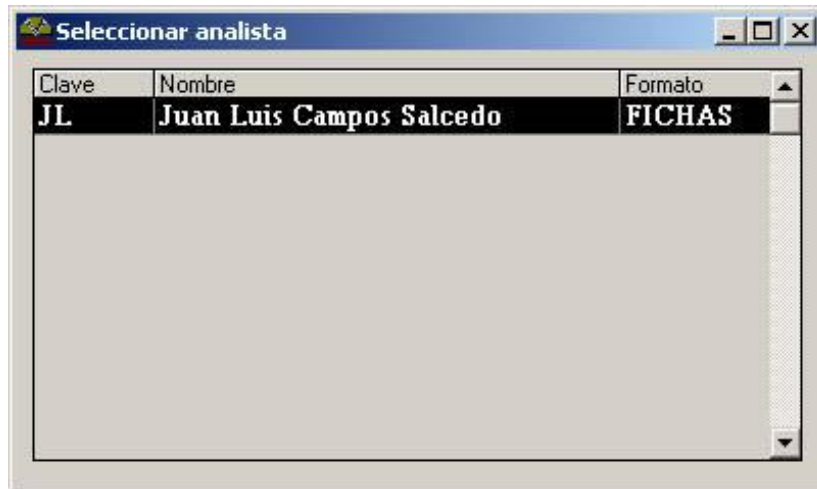 Seleccionar analista
Clave Nombre Formato
JL Juan Luis Campos Salcedo FICHAS